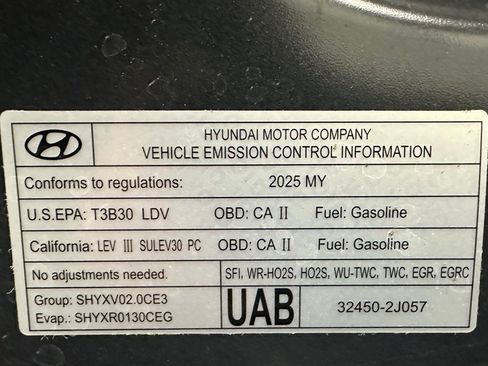 HYUNDAI MOTOR COMPANY
VEHICLE EMISSION CONTROL INFORMATION
Conforms to regulations: 2025 MY
U.S.EPA: T3B30 LDV OBD: CA II Fuel: Gasoline
California: LEV III SULEV30 PC OBD: CA II Fuel: Gasoline
No adjustments needed. SFI, WR-HO2S, HO2S, WU-TWC, TWC, EGR, EGRC
Group: SHYXV02.0CE3
Evap.: SHYXR0130CEG
UAB
32450-2J057